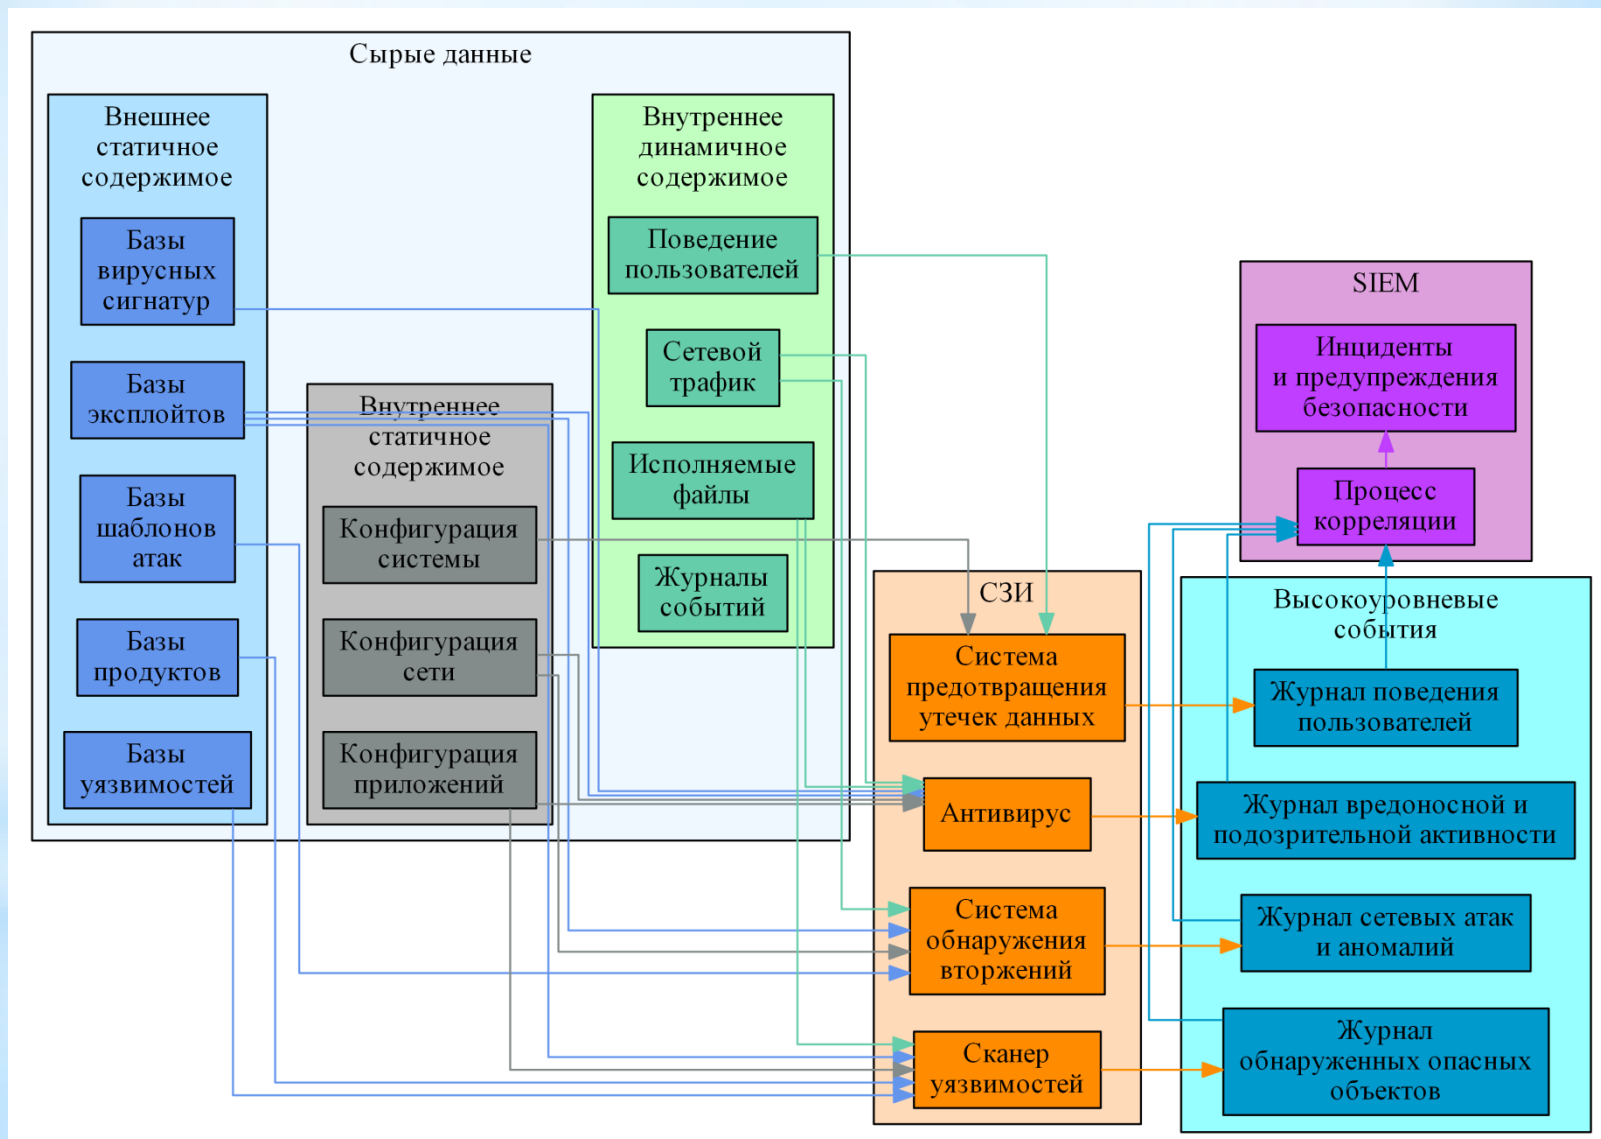 Сырые данные
Внешнее
статичное
содержимое
Базы
вирусных
сигнатур
Базы
эксплойтов
Базы
шаблонов
атак
Базы
продуктов
Базы
уязвимостей
Внутреннее
статичное
содержимое
Конфигурация
системы
Конфигурация
сети
Конфигурация
приложений
Внутреннее
динамичное
содержимое
Поведение
пользователей
Сетевой
трафик
Исполняемые
файлы
Журналы
событий
СЗИ
Система
предотвращения
утечек данных
Антивирус
Система
обнаружения
вторжений
Сканер
уязвимостей
SIEM
Инциденты
и предупреждения
безопасности
Процесс
корреляции
Высокоуровневые
события
Журнал поведения
пользователей
Журнал вредоносной и
подозрительной активности
Журнал сетевых атак
и аномалий
Журнал
обнаруженных опасных
объектов